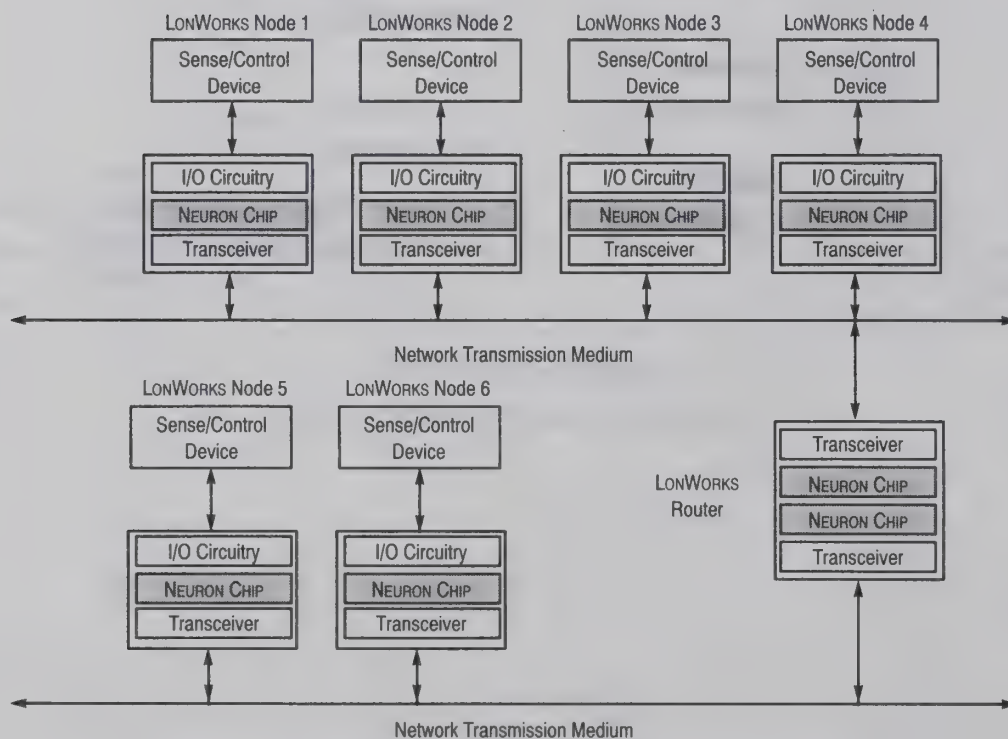 LONWORKS Node 1
LONWORKS Node 2
LONWORKS Node 3
LONWORKS Node 4
Sense/Control
Device
Sense/Control
Device
Sense/Control
Device
Sense/Control
Device
I/O Circuitry
NEURON CHIP
Transceiver
I/O Circuitry
NEURON CHIP
Transceiver
I/O Circuitry
NEURON CHIP
Transceiver
I/O Circuitry
NEURON CHIP
Transceiver
Network Transmission Medium
LONWORKS Node 5
LONWORKS Node 6
Sense/Control
Device
Sense/Control
Device
I/O Circuitry
NEURON CHIP
Transceiver
I/O Circuitry
NEURON CHIP
Transceiver
LONWORKS
Router
Transceiver
NEURON CHIP
NEURON CHIP
Transceiver
Network Transmission Medium